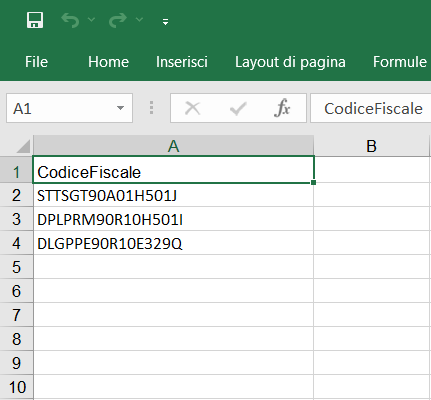 File Home Inserisci Layout di pagina Formule
A1 fx CodiceFiscale
A B
1 CodiceFiscale
2 STTSGT90A01H501J
3 DPLPRM90R10H501I
4 DLGPPE90R10E329Q
5
6
7
8
9
10